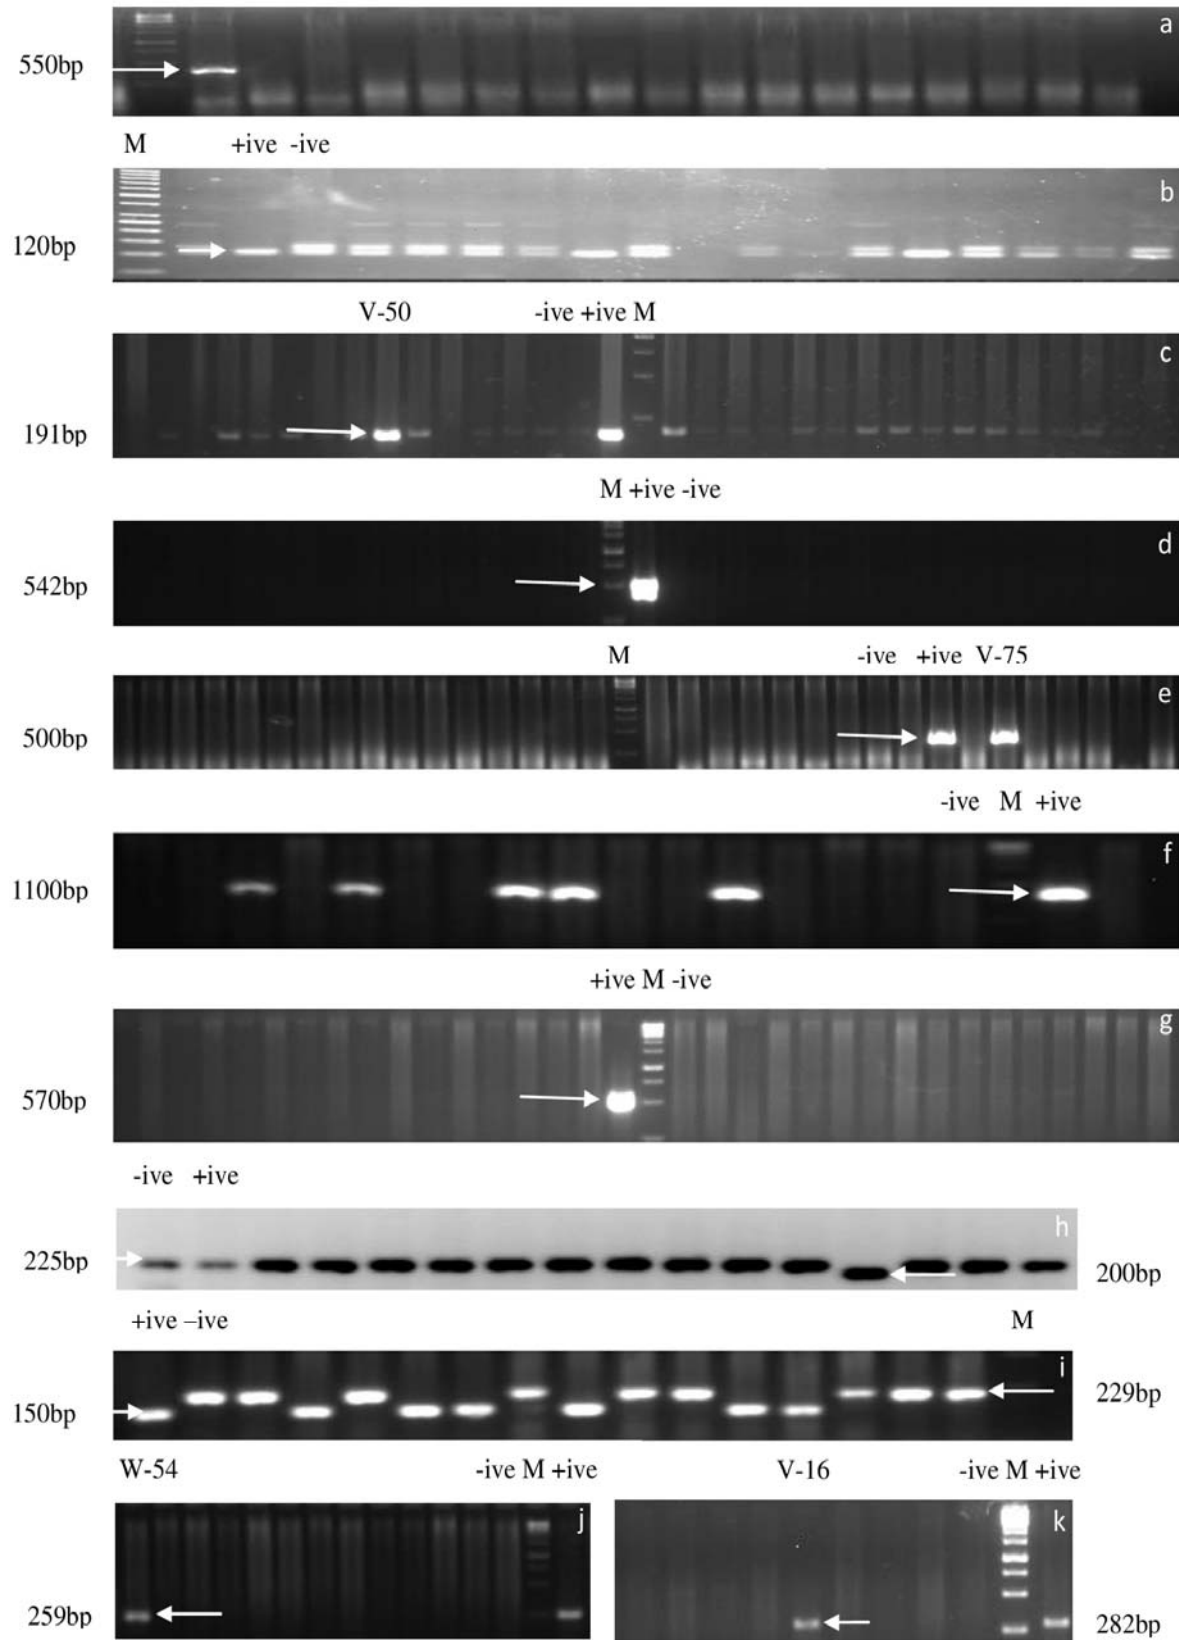 a
550bp
M +ive -ive
b
120bp
V-50 -ive +ive M
c
191bp
M +ive -ive
d
542bp
M -ive +ive V-75
e
500bp
-ive M +ive
f
1100bp
+ive M -ive
g
570bp
-ive +ive
h
225bp 200bp
+ive –ive M
i
150bp 229bp
W-54 -ive M +ive V-16 -ive M +ive
j k
259bp 282bp